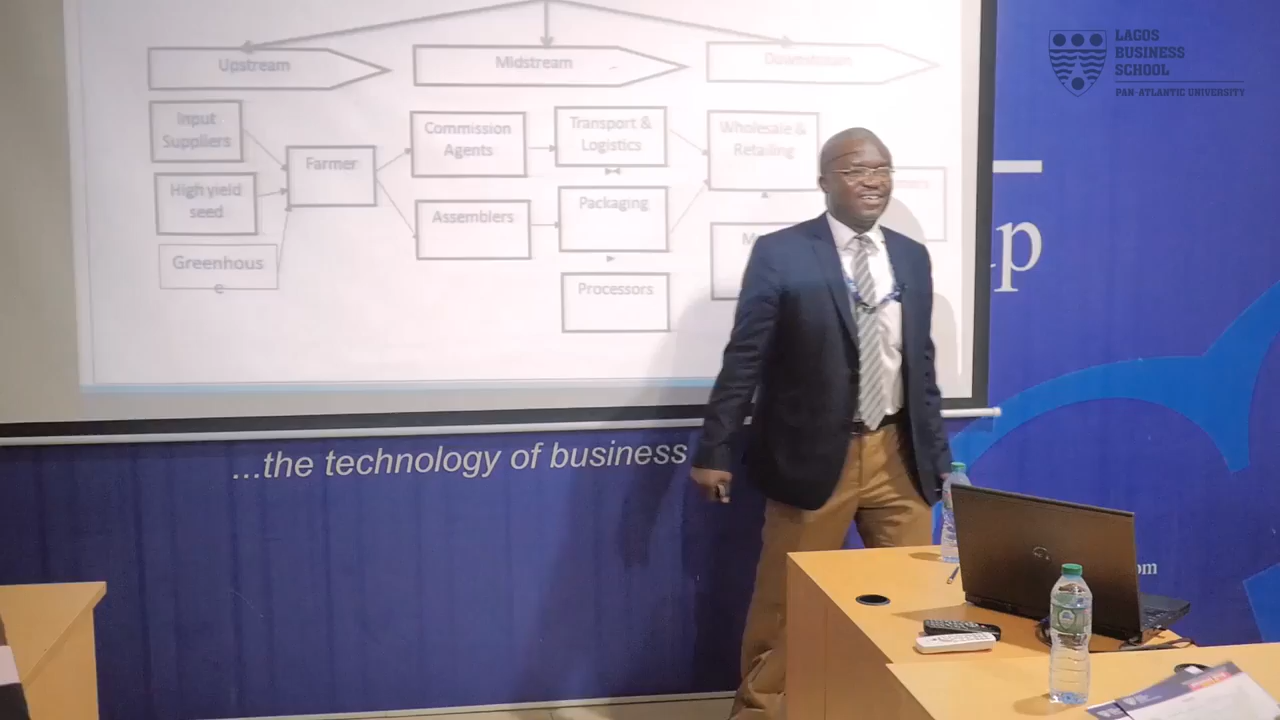 LAGOS
BUSINESS
SCHOOL
PAN-ATLANTIC UNIVERSITY
Upstream
Midstream
Downstream
Input
Suppliers
High yield
seed
Greenhous
e
Farmer
Commission
Agents
Assemblers
Transport &
Logistics
Packaging
Processors
Wholesale &
Retailing
...the technology of business